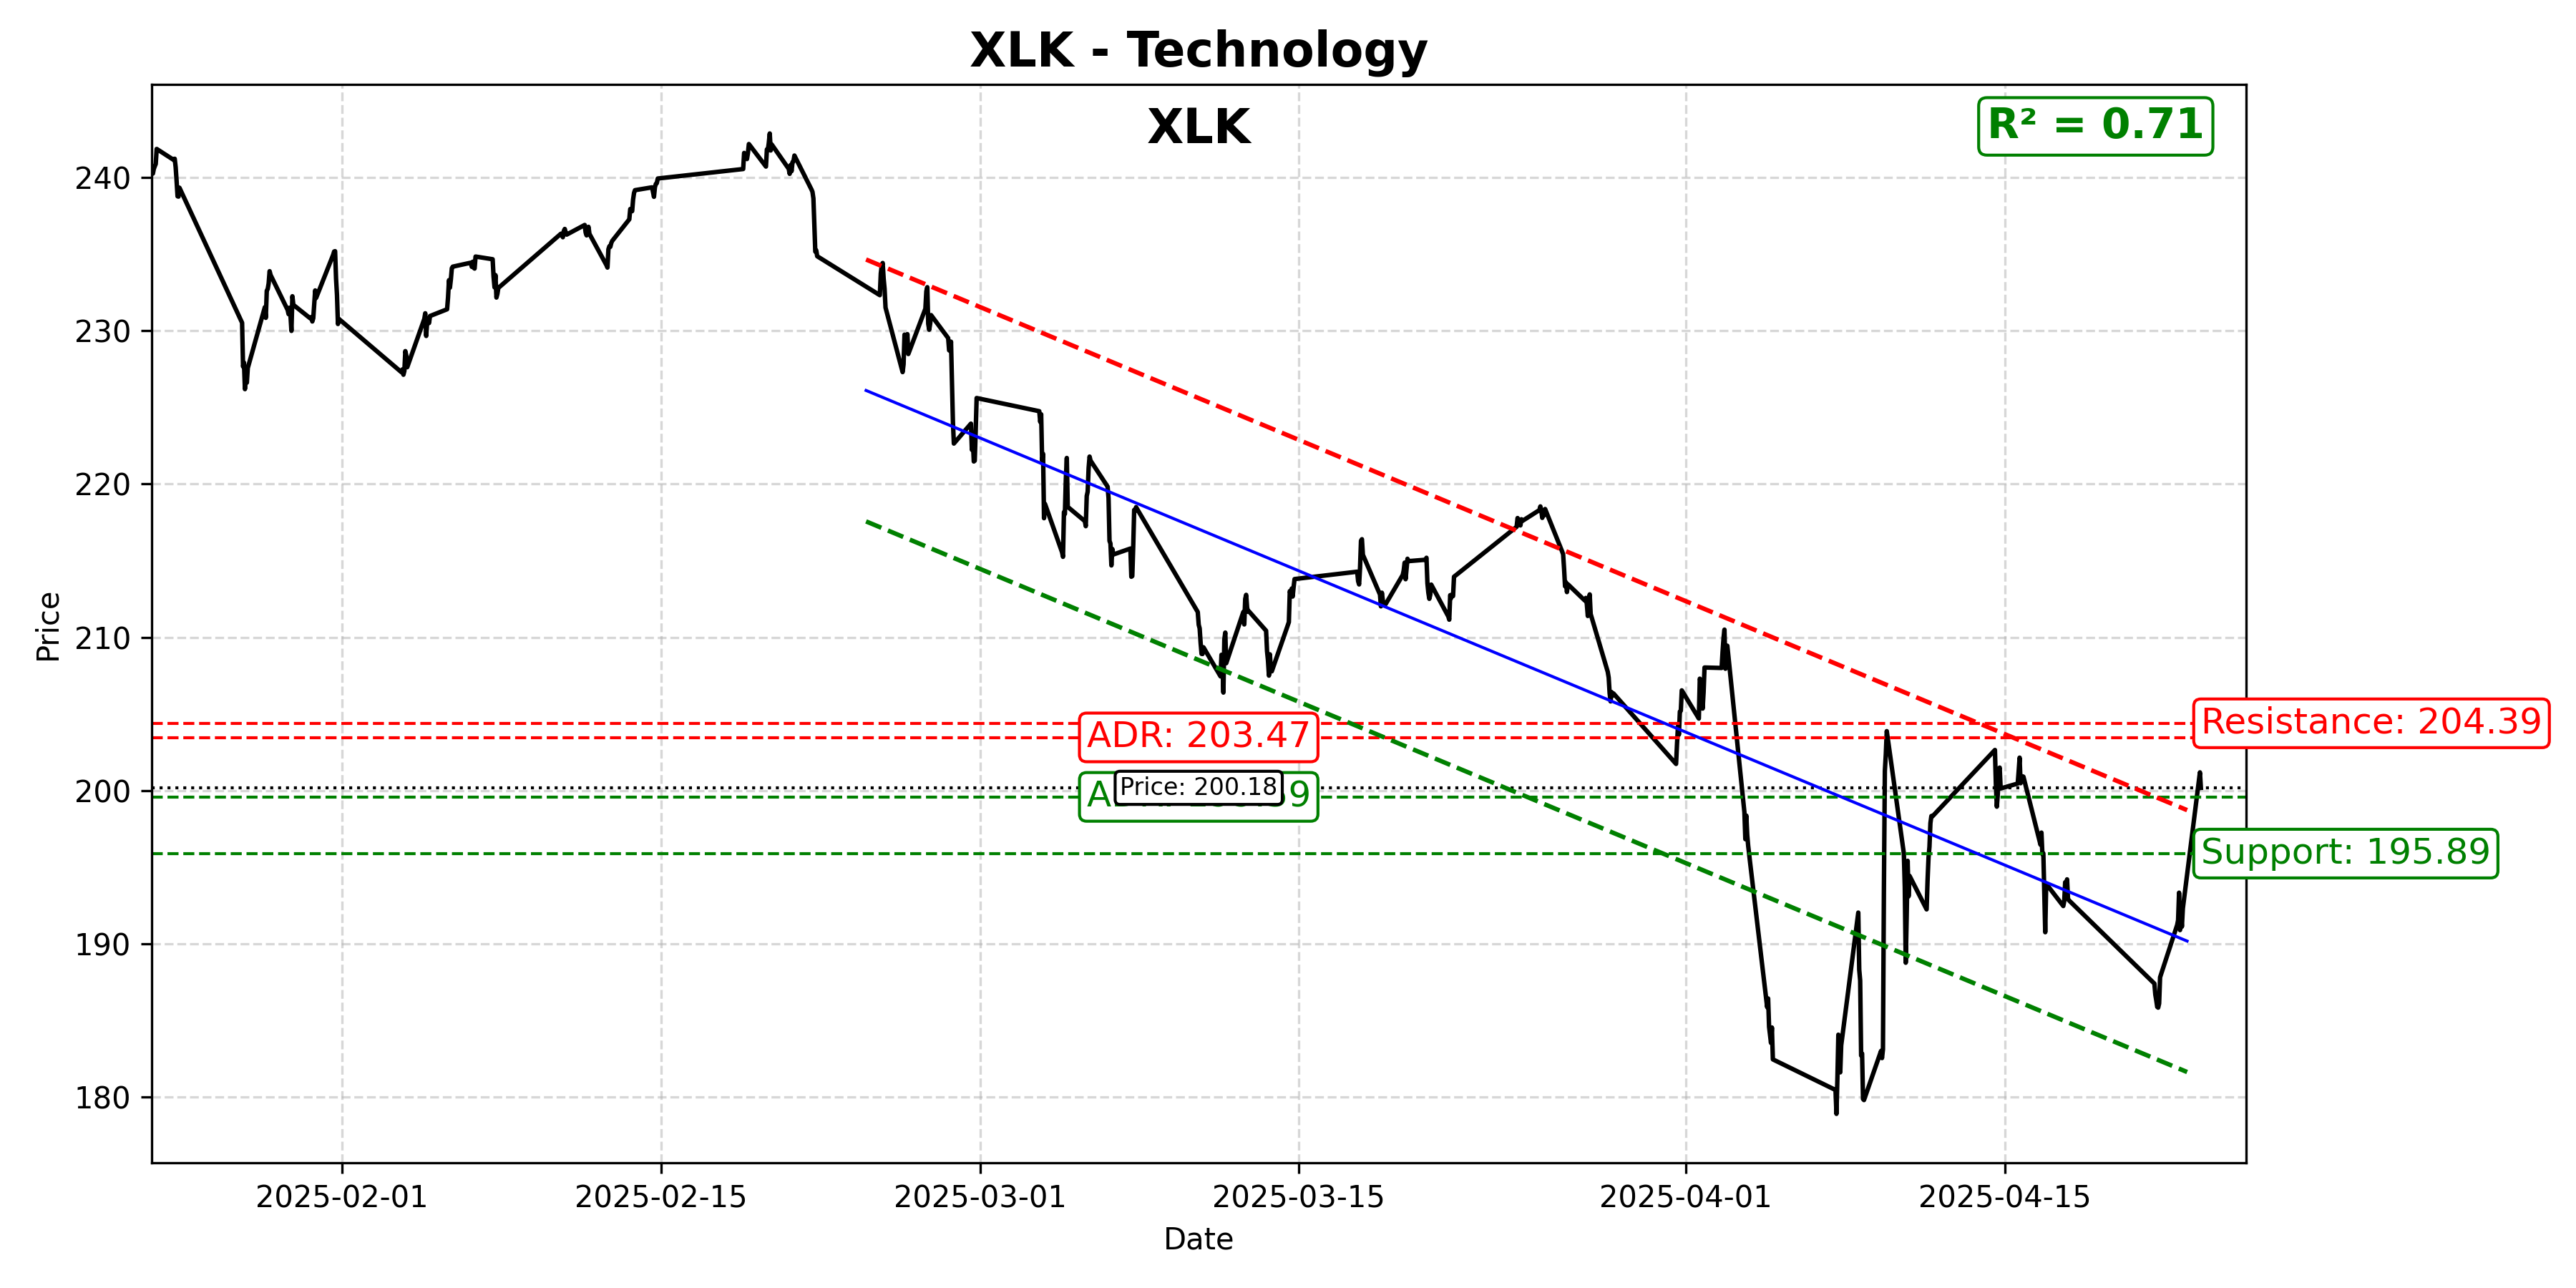 XLK - Technology
XLK
R² = 0.71
240
230
220
210
200
190
180
Price
ADR: 203.47
Price: 200.18
Resistance: 204.39
Support: 195.89
2025-02-01
2025-02-15
2025-03-01
2025-03-15
2025-04-01
2025-04-15
Date